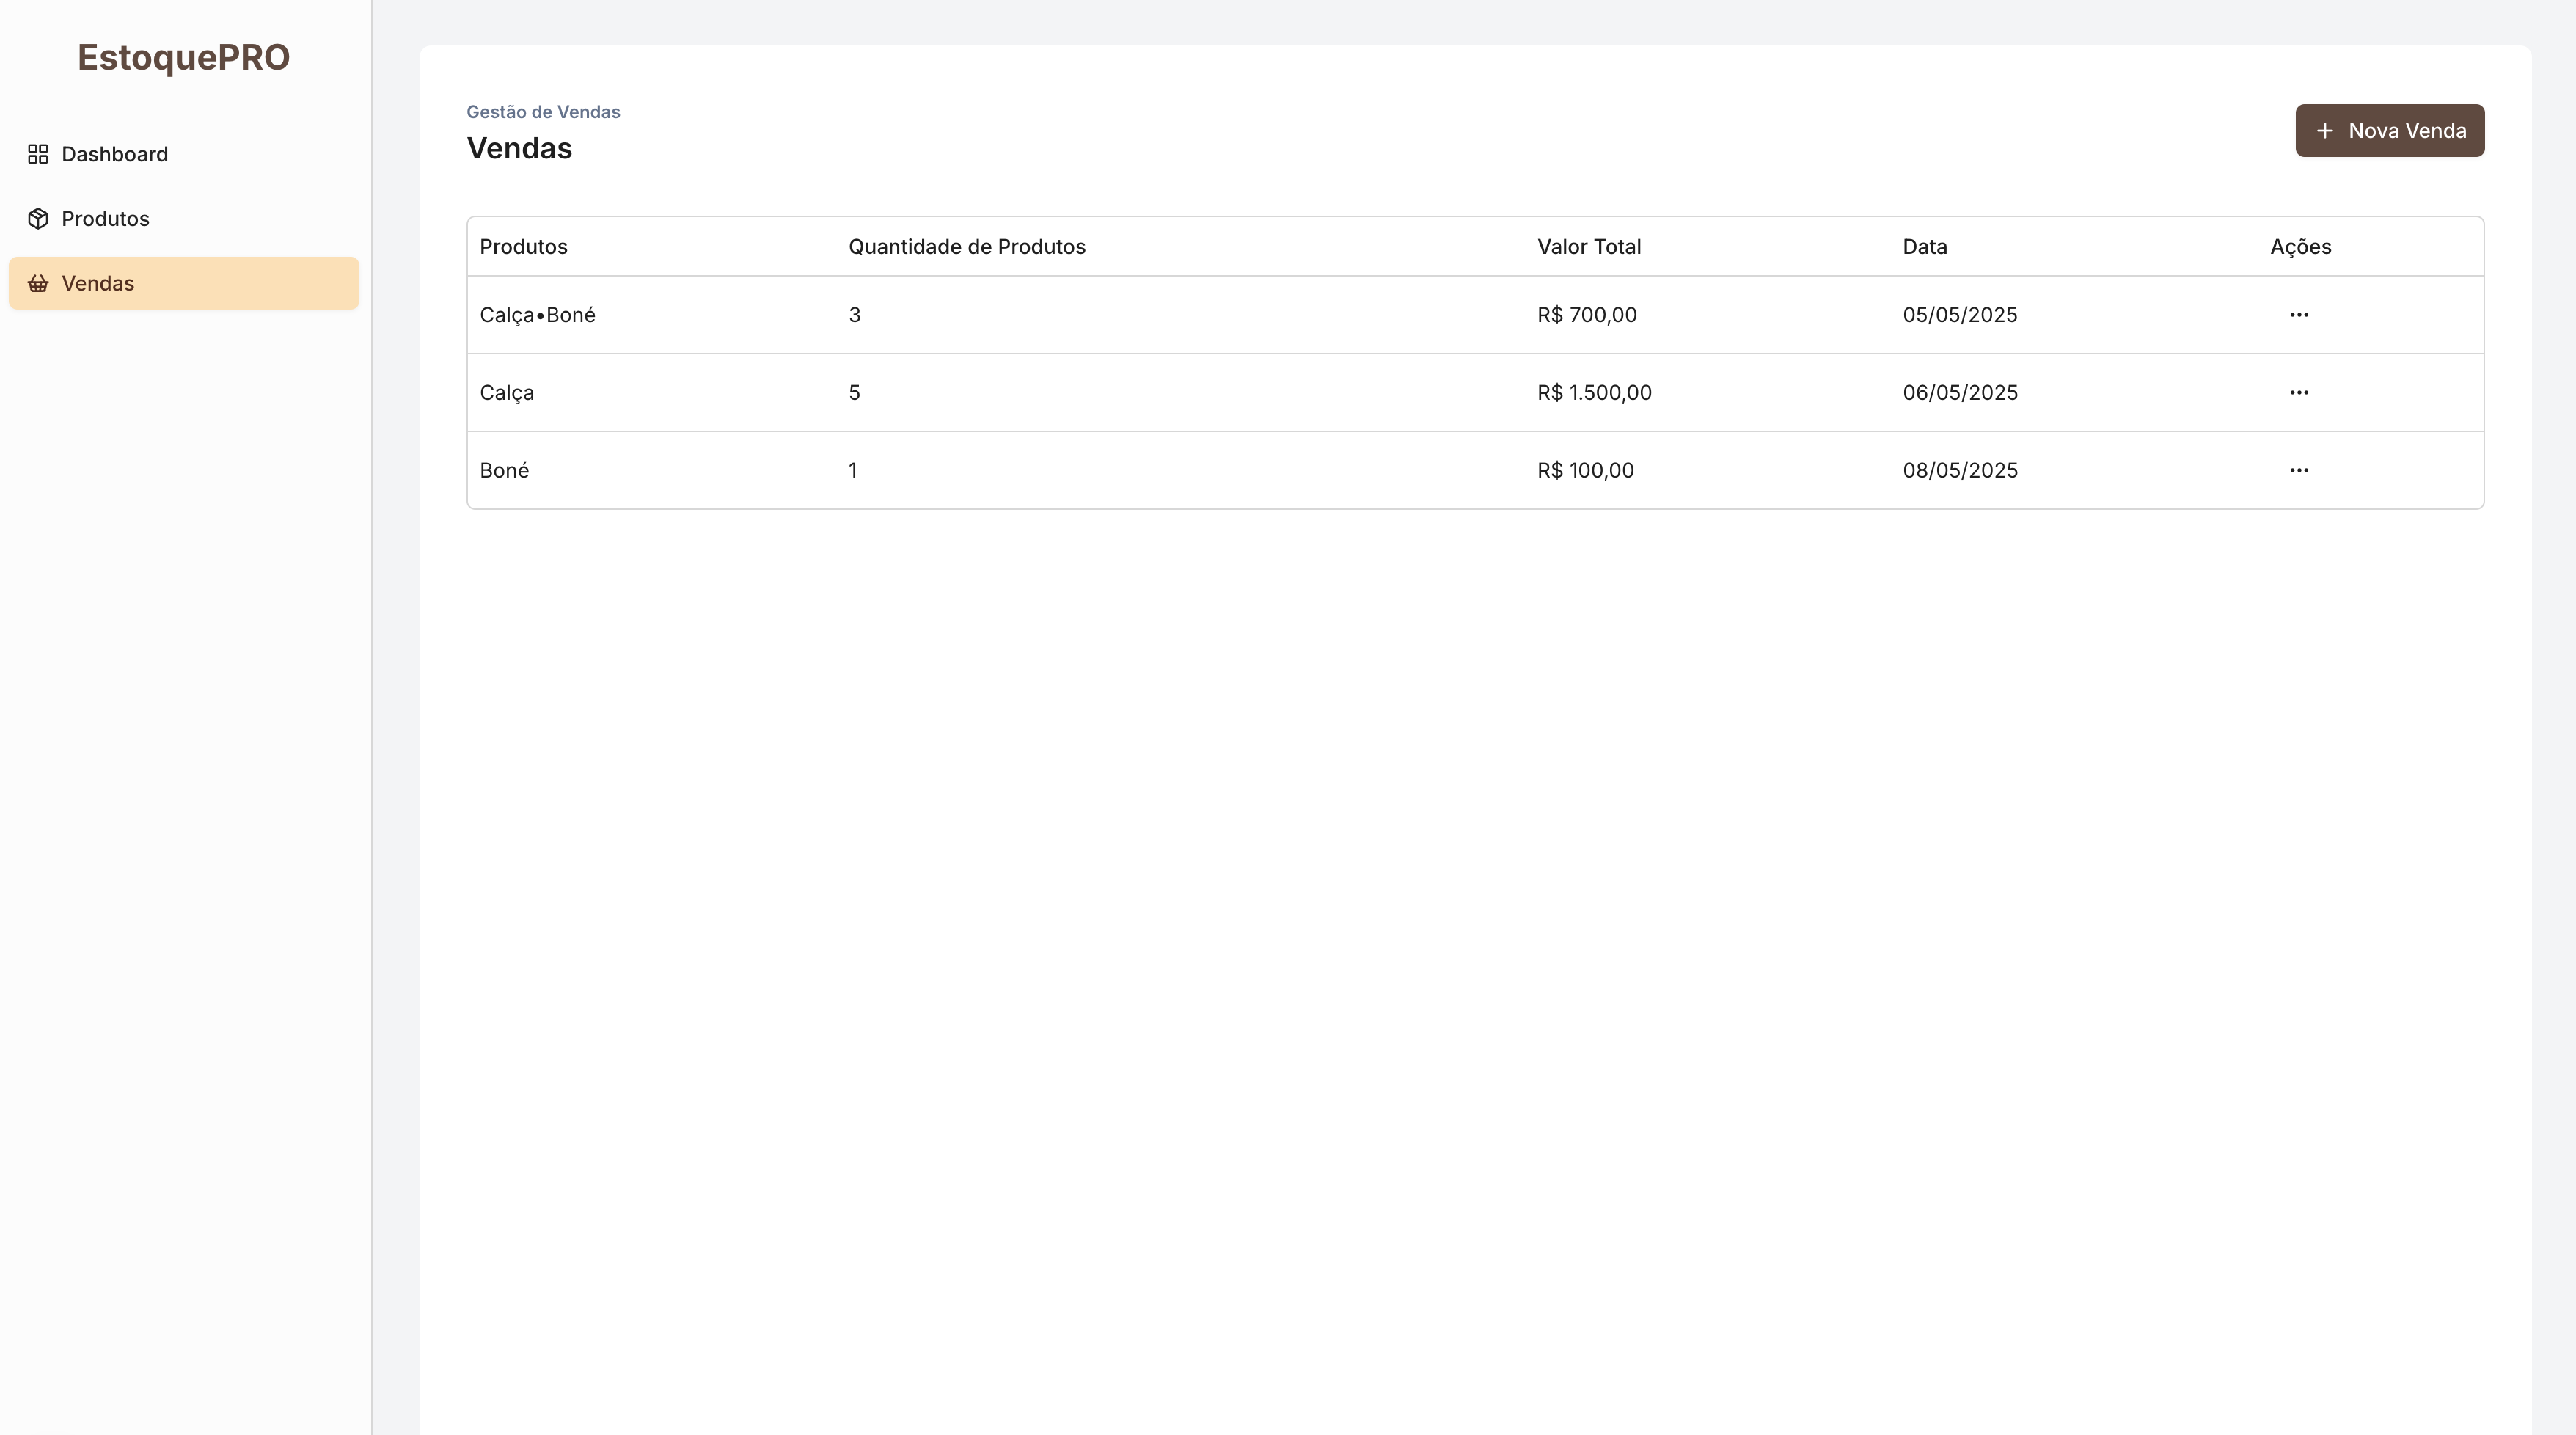 EstoquePRO
Dashboard
Produtos
Vendas
Gestão de Vendas
Vendas
+ Nova Venda
Produtos Quantidade de Produtos Valor Total Data Ações
Calça•Boné 3 R$ 700,00 05/05/2025 ...
Calça 5 R$ 1.500,00 06/05/2025 ...
Boné 1 R$ 100,00 08/05/2025 ...